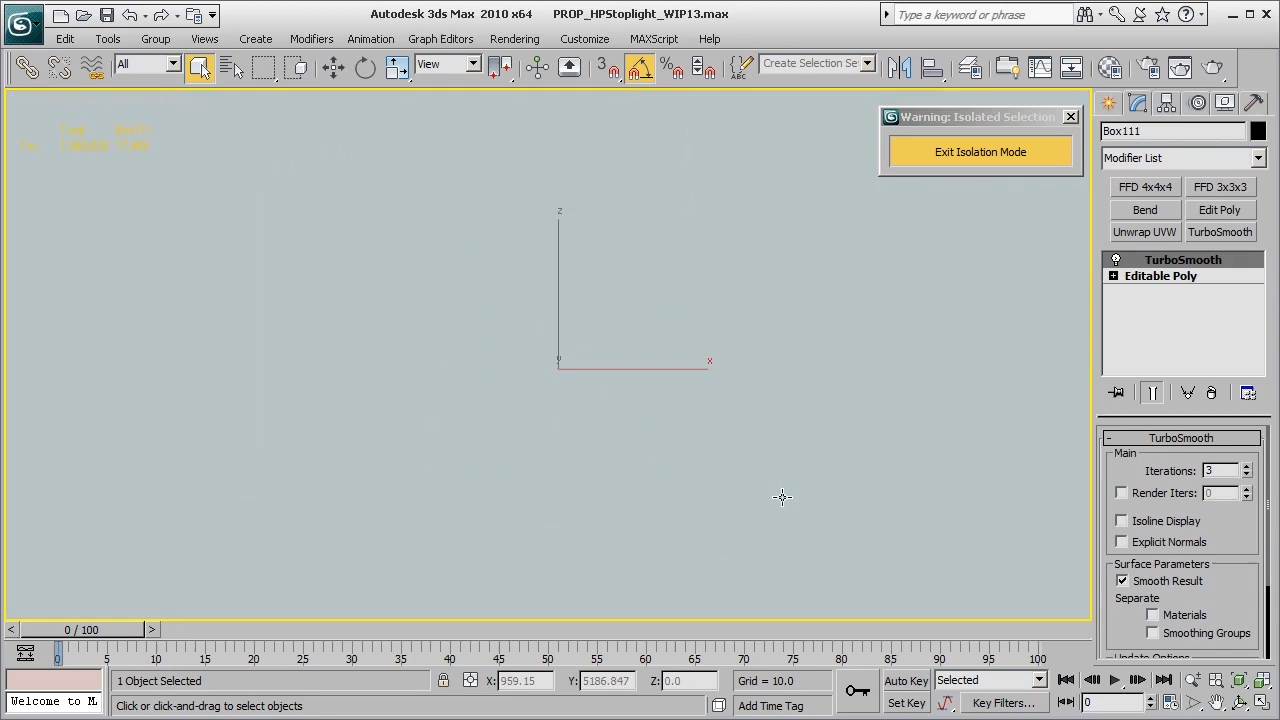 Autodesk 3ds Max 2010 x64 PROP_HPStoplight_WIP13.max
Type a keyword or phrase
Edit Tools Group Views Create Modifiers Animation Graph Editors Rendering Customize MAXScript Help
All
View
3
%
ABC
Create Selection Se
Warning: Isolated Selection
Exit Isolation Mode
Box111
Modifier List
FFD 4x4x4 FFD 3x3x3
Bend Edit Poly
Unwrap UVW TurboSmooth
TurboSmooth
Editable Poly
z
y
x
- TurboSmooth
Main
Iterations: 3
Render Iters: 0
Isoline Display
Explicit Normals
Surface Parameters
Smooth Result
Separate
Materials
Smoothing Groups
Update Options
< 0 / 100 >
0 5 10 15 20 25 30 35 40 45 50 55 60 65 70 75 80 85 90 95 100
1 Object Selected X: 959.15 Y: 5186.847 Z: 0.0 Grid = 10.0 Auto Key Selected
Welcome to M Click or click-and-drag to select objects Add Time Tag Set Key Key Filters... 0